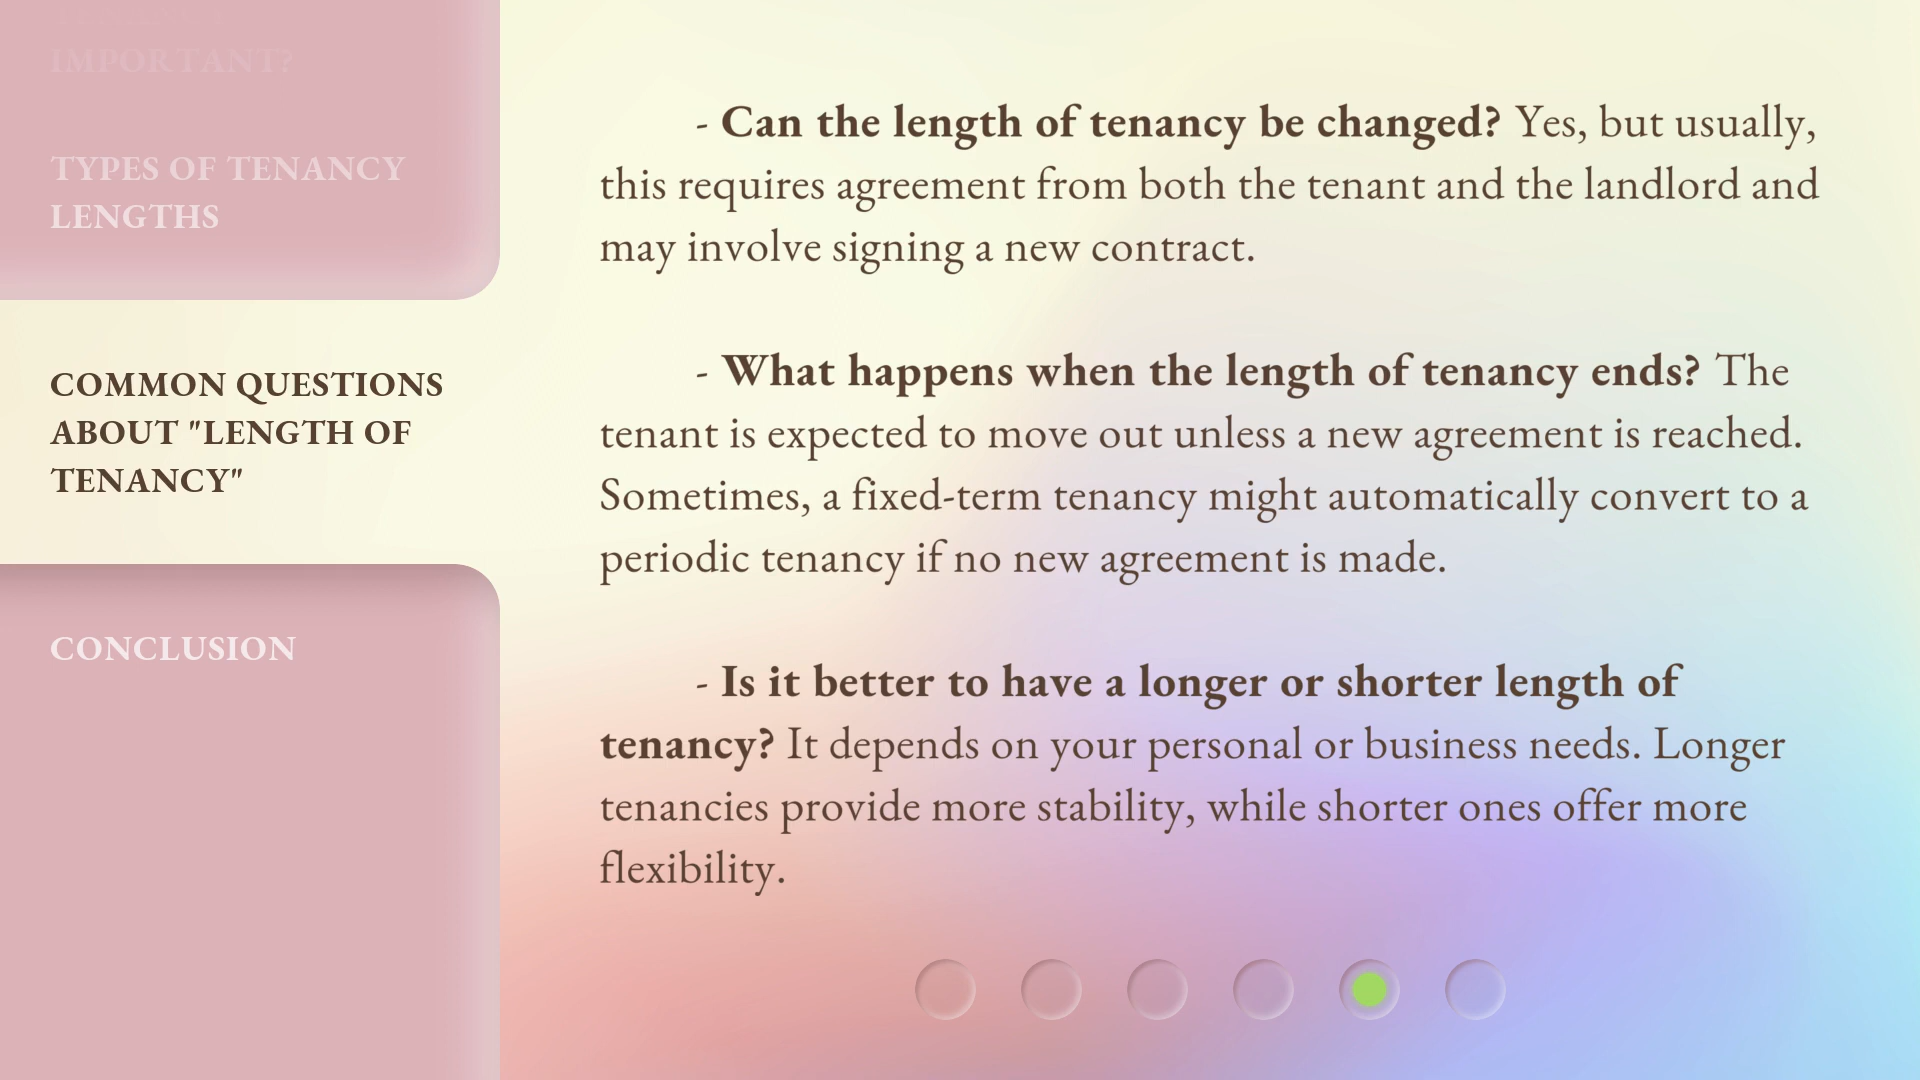 IMPORTANT?
TYPES OF TENANCY
LENGTHS
COMMON QUESTIONS
ABOUT "LENGTH OF
TENANCY"
CONCLUSION
- Can the length of tenancy be changed? Yes, but usually,
this requires agreement from both the tenant and the landlord and
may involve signing a new contract.
- What happens when the length of tenancy ends? The
tenant is expected to move out unless a new agreement is reached.
Sometimes, a fixed-term tenancy might automatically convert to a
periodic tenancy if no new agreement is made.
- Is it better to have a longer or shorter length of
tenancy? It depends on your personal or business needs. Longer
tenancies provide more stability, while shorter ones offer more
flexibility.